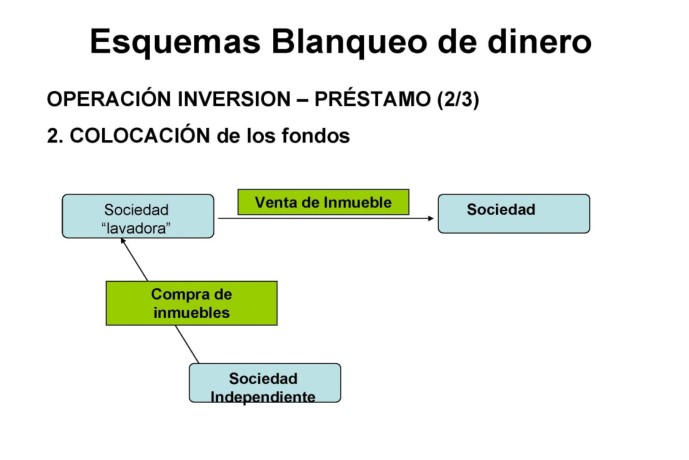 Esquemas Blanqueo de dinero
OPERACIÓN INVERSION – PRÉSTAMO (2/3)
2. COLOCACIÓN de los fondos
Sociedad
“lavadora”
Venta de Inmueble
Sociedad
Compra de
inmuebles
Sociedad
Independiente